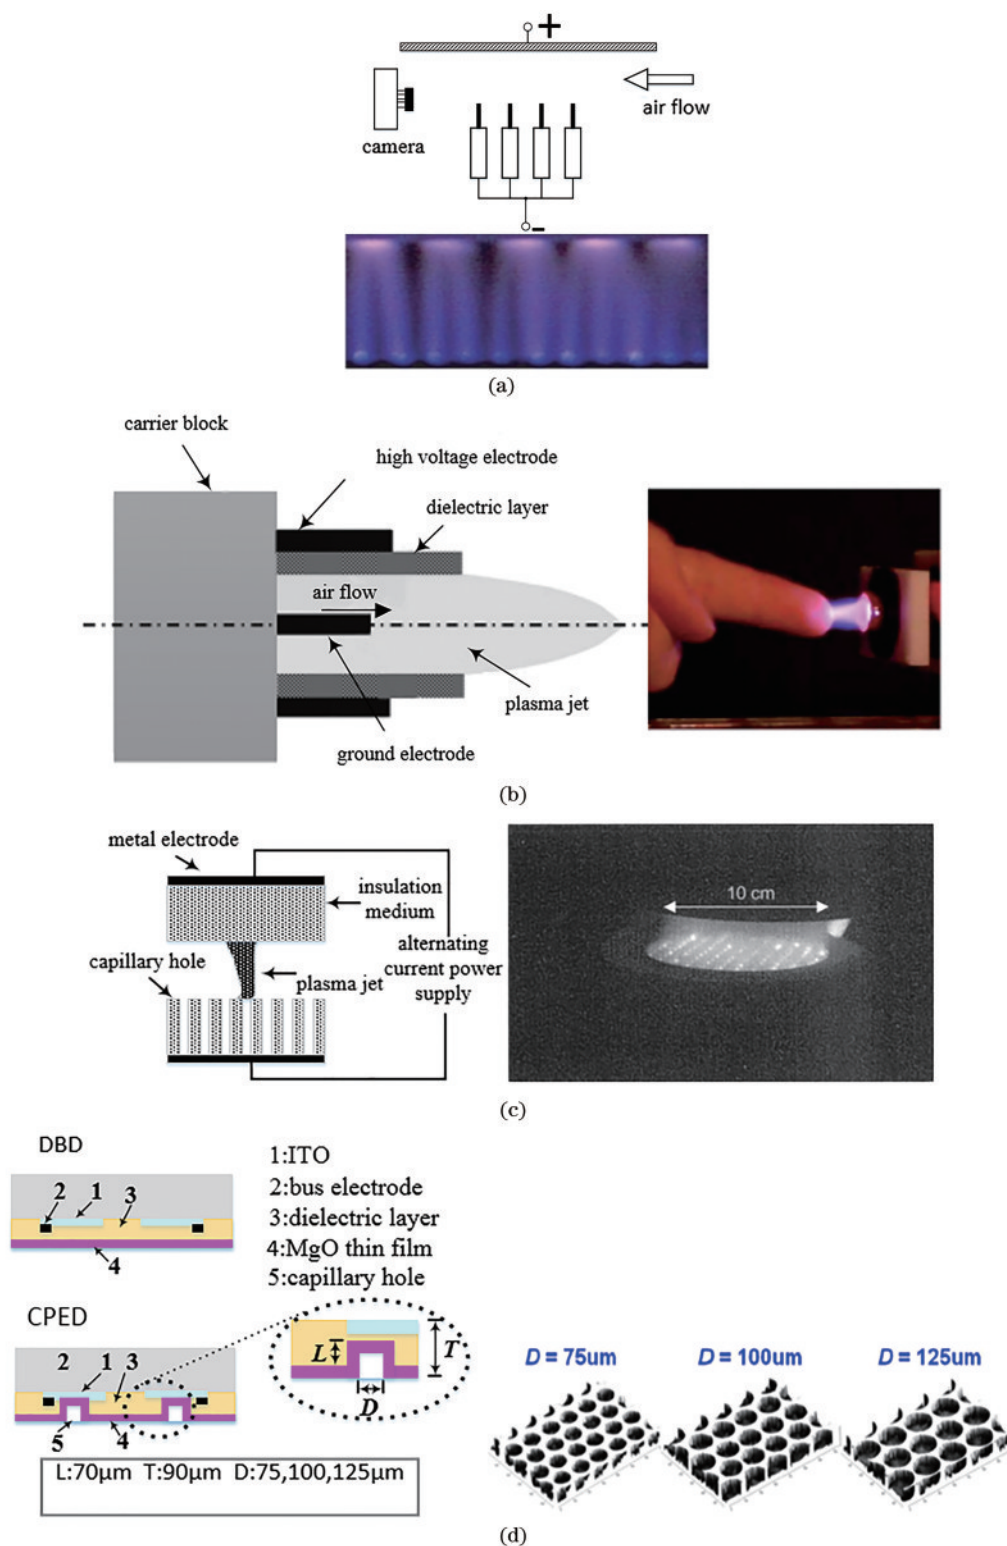 +
air flow
camera
-
(a)
carrier block
high voltage electrode
dielectric layer
air flow
plasma jet
ground electrode
(b)
metal electrode
insulation
medium
capillary hole
plasma jet
alternating
current power
supply
10 cm
(c)
DBD
2 1 3
4
1:ITO
2:bus electrode
3:dielectric layer
4:MgO thin film
5:capillary hole
CPED
2 1 3
5 4
L T
D
L:70μm T:90μm D:75,100,125μm
D = 75um
D = 100um
D = 125um
(d)